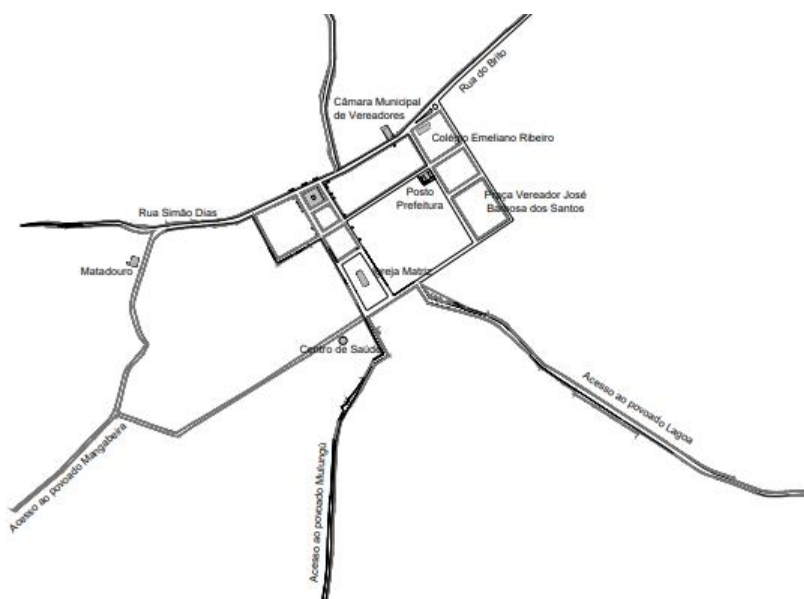 Rua do Brito
Câmara Municipal
de Vereadores
Colégio Emeliano Ribeiro
Posto
Prefeitura
Praça Vereador José
Barbosa dos Santos
Rua Simão Dias
Matadouro
Igreja Matriz
Centro de Saúde
Acesso ao povoado Lagoa
Acesso ao povoado Mangabeira
Acesso ao povoado Mulungú